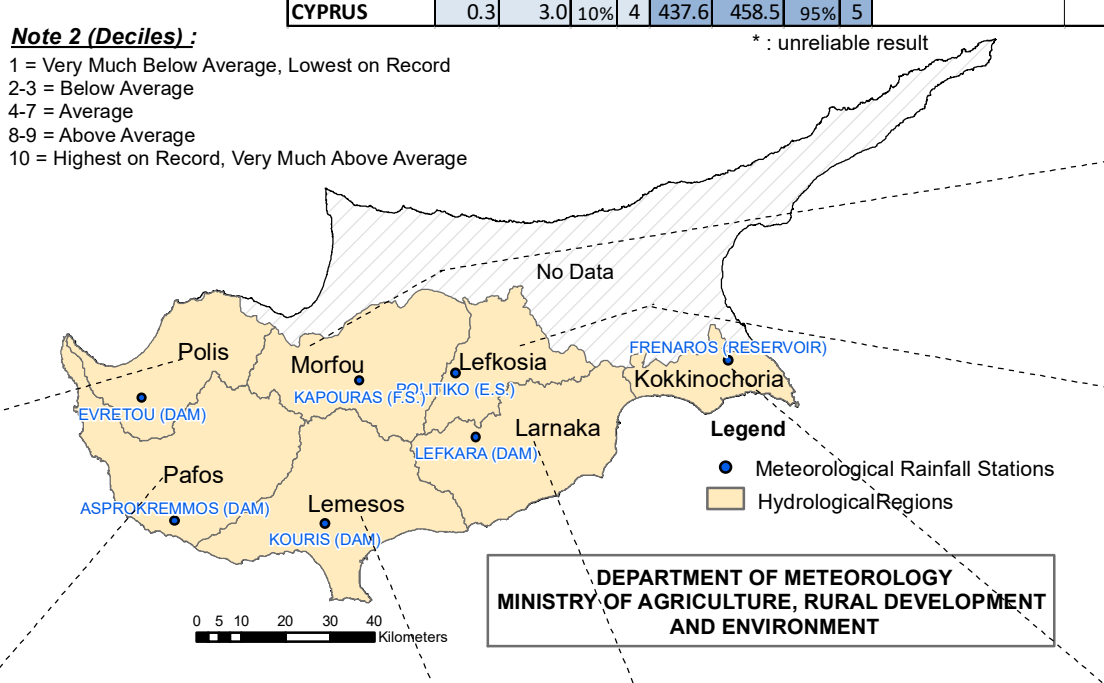 CYPRUS 0.3 3.0 10% 4 437.6 458.5 95% 5
Note 2 (Deciles) :
* : unreliable result
1 = Very Much Below Average, Lowest on Record
2-3 = Below Average
4-7 = Average
8-9 = Above Average
10 = Highest on Record, Very Much Above Average
No Data
Polis
Morfou
Lefkosia
FRENAROS (RESERVOIR)
Kokkinochoria
KAPOURAS (F.S.)
POLITIKO (E.S.)
EVRETOU (DAM)
Larnaka
LEFKARA (DAM)
Pafos
ASPROKREMMOS (DAM)
Lemesos
KOURIS (DAM)
Legend
Meteorological Rainfall Stations
HydrologicalRegions
DEPARTMENT OF METEOROLOGY
MINISTRY OF AGRICULTURE, RURAL DEVELOPMENT
AND ENVIRONMENT
0 5 10 20 30 40
Kilometers